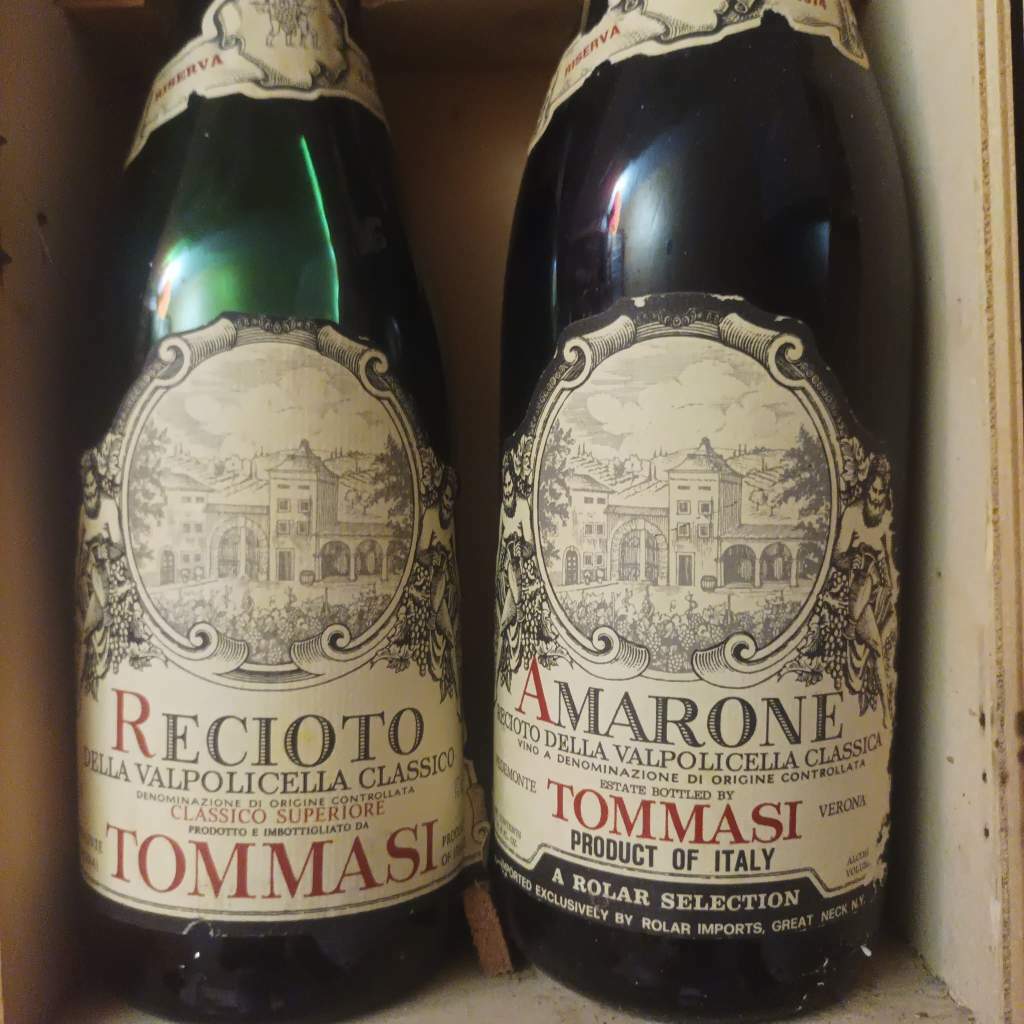 RISERVA
RECIOTO
DELLA VALPOLICELLA CLASSICO
DENOMINAZIONE DI ORIGINE CONTROLLATA
CLASSICO SUPERIORE
PRODOTTO E IMBOTTIGLIATO DA
TOMMASI
RISERVA
AMARONE
RECIOTO DELLA VALPOLICELLA CLASSICA
VINO A DENOMINAZIONE DI ORIGINE CONTROLLATA
ESTATE BOTTLED BY
TOMMASI
VERONA
PRODUCT OF ITALY
A ROLAR SELECTION
IMPORTED EXCLUSIVELY BY ROLAR IMPORTS, GREAT NECK N.Y.